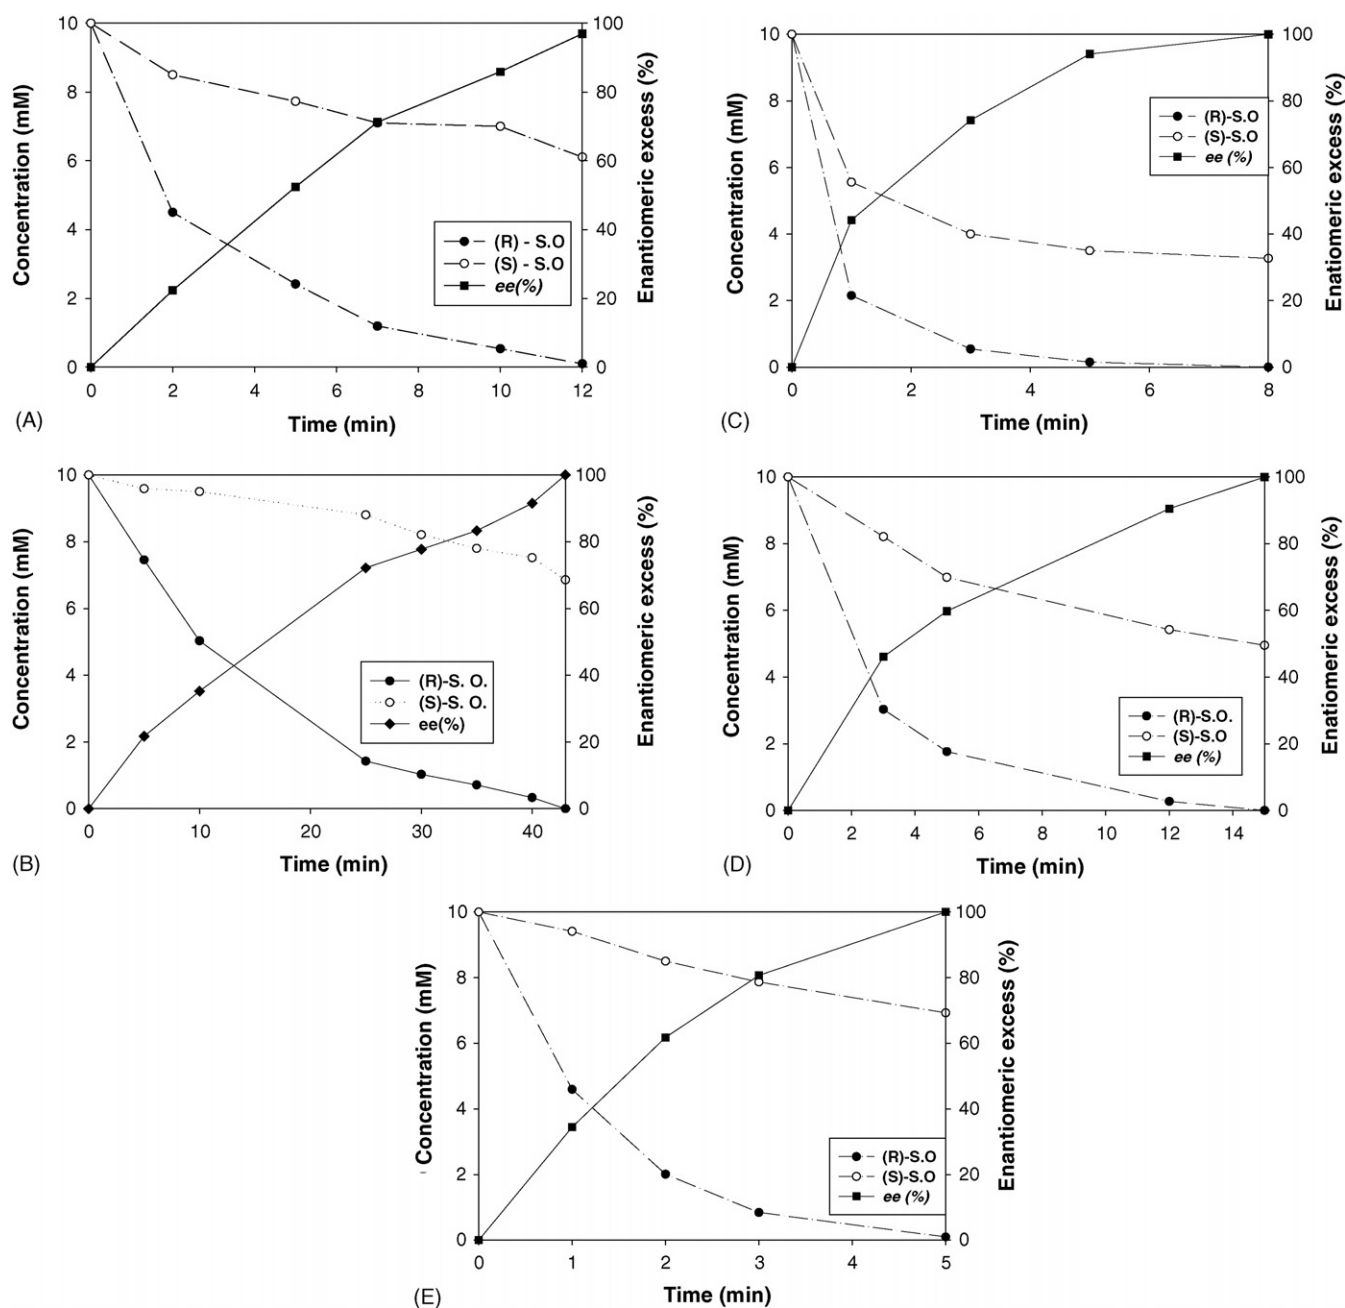 10
8
6
4
2
0
Concentration (mM)
100
80
60
40
20
0
Enantiomeric excess (%)
(R) - S.O
(S) - S.O
ee(%)
0 2 4 6 8 10 12
Time (min)
(A)
10
8
6
4
2
0
Concentration (mM)
100
80
60
40
20
0
Enatiomeric excess (%)
(R)-S.O
(S)-S.O
ee (%)
0 2 4 6 8
Time (min)
(C)
10
8
6
4
2
0
Concentration (mM)
100
80
60
40
20
0
Enantiomeric excess (%)
(R)-S. O.
(S)-S. O.
ee(%)
0 10 20 30 40
Time (min)
(B)
10
8
6
4
2
0
Concentration (mM)
100
80
60
40
20
0
Enatiomeric excess (%)
(R)-S.O.
(S)-S.O
ee (%)
0 2 4 6 8 10 12 14
Time (min)
(D)
10
8
6
4
2
0
Concentration (mM)
100
80
60
40
20
0
Enantiomeric excess (%)
(R)-S.O
(S)-S.O
ee (%)
0 1 2 3 4 5
Time (min)
(E)